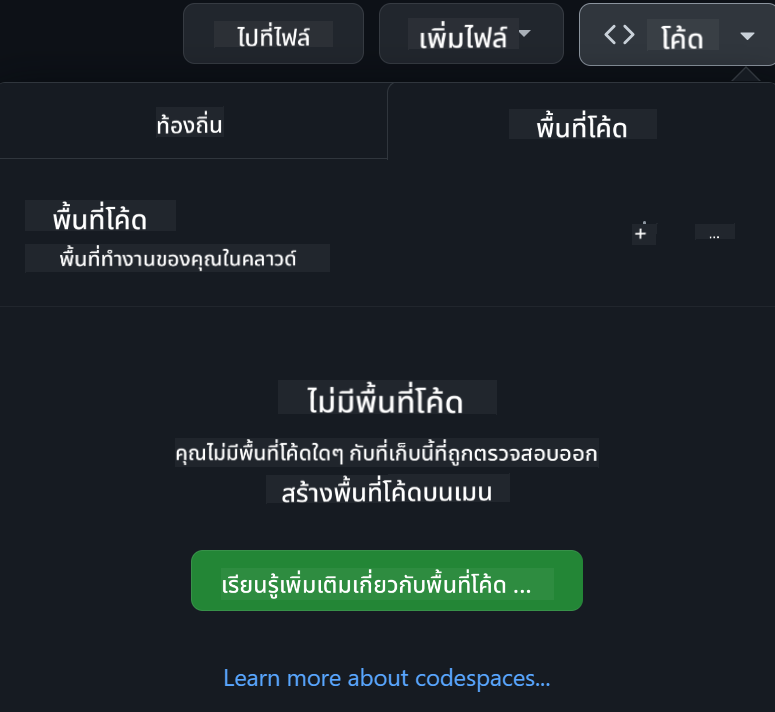 ไปที่ไฟล์
เพิ่มไฟล์
<> โค้ด
ท้องถิ่น
พื้นที่โค้ด
พื้นที่โค้ด
+ ...
พื้นที่ทำงานของคุณในคลาวด์
ไม่มีพื้นที่โค้ด
คุณไม่มีพื้นที่โค้ดใดๆ กับที่เก็บนี้ที่ถูกตรวจสอบออก
สร้างพื้นที่โค้ดบนเมน
เรียนรู้เพิ่มเติมเกี่ยวกับพื้นที่โค้ด ...
Learn more about codespaces...